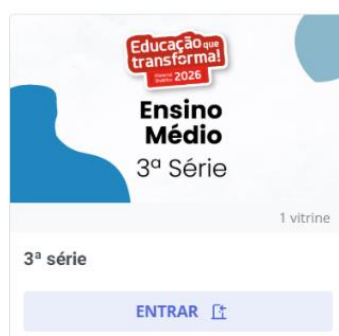 Educação que
transforma!
2026
Ensino
Médio
3ª Série
1 vitrine
3ª série
ENTRAR